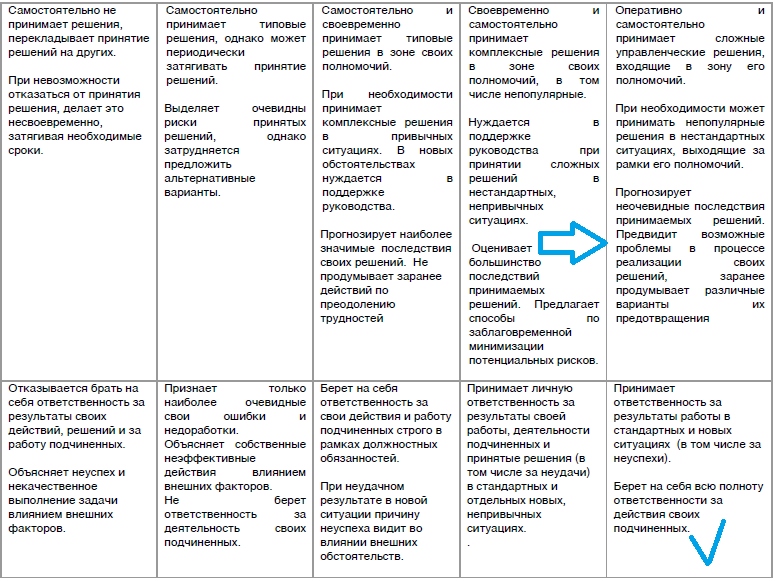 Самостоятельно не
принимает решения,
перекладывает принятие
решений на других.
При невозможности
отказаться от принятия
решения, делает это
несвоевременно,
затягивая необходимые
сроки.
Самостоятельно
принимает типовые
решения, однако может
периодически
затягивать принятие
решений.
Выделяет очевидны
риски принятых
решений, однако
затрудняется
предложить
альтернативные
варианты.
Самостоятельно и
своевременно
принимает типовые
решения в зоне своих
полномочий.
При необходимости
принимает
комплексные решения
в привычных
ситуациях. В новых
обстоятельствах
нуждается в
поддержке
руководства.
Прогнозирует наиболее
значимые последствия
своих решений. Не
продумывает заранее
действий по
преодолению
трудностей
Своевременно и
самостоятельно
принимает
комплексные решения
в зоне своих
полномочий, в том
числе непопулярные.
Нуждается в
поддержке
руководства при
принятии сложных
решений в
нестандартных,
непривычных
ситуациях.
Оценивает
большинство
последствий
принимаемых
решений. Предлагает
способы по
заблаговременной
минимизации
потенциальных рисков.
Оперативно и
самостоятельно
принимает сложные
управленческие решения,
входящие в зону его
полномочий.
При необходимости может
принимать непопулярные
решения в нестандартных
ситуациях, выходящие за
рамки его полномочий.
Прогнозирует
неочевидные последствия
принимаемых решений.
Предвидит возможные
проблемы в процессе
реализации своих
решений, заранее
продумывает различные
варианты их
предотвращения
Отказывается брать на
себя ответственность за
результаты своих
действий, решений и за
работу подчиненных.
Объясняет неуспех и
некачественное
выполнение задачи
влиянием внешних
факторов.
Признает только
наиболее очевидные
свои ошибки и
недоработки.
Объясняет собственные
неэффективные
действия влиянием
внешних факторов.
Не берет
ответственность за
деятельность своих
подчиненных.
Берет на себя
ответственность за
свои действия и работу
подчиненных строго в
рамках должностных
обязанностей.
При неудачном
результате в новой
ситуации причину
неуспеха видит во
влиянии внешних
обстоятельств.
Принимает личную
ответственность за
результаты своей
работы, деятельности
подчиненных и
принятые решения (в
том числе за неудачи)
в стандартных и
отдельных новых,
непривычных
ситуациях.
.
Принимает
ответственность за
результаты работы в
стандартных и новых
ситуациях (в том числе за
неуспехи).
Берет на себя всю полноту
ответственности за
действия своих
подчиненных.